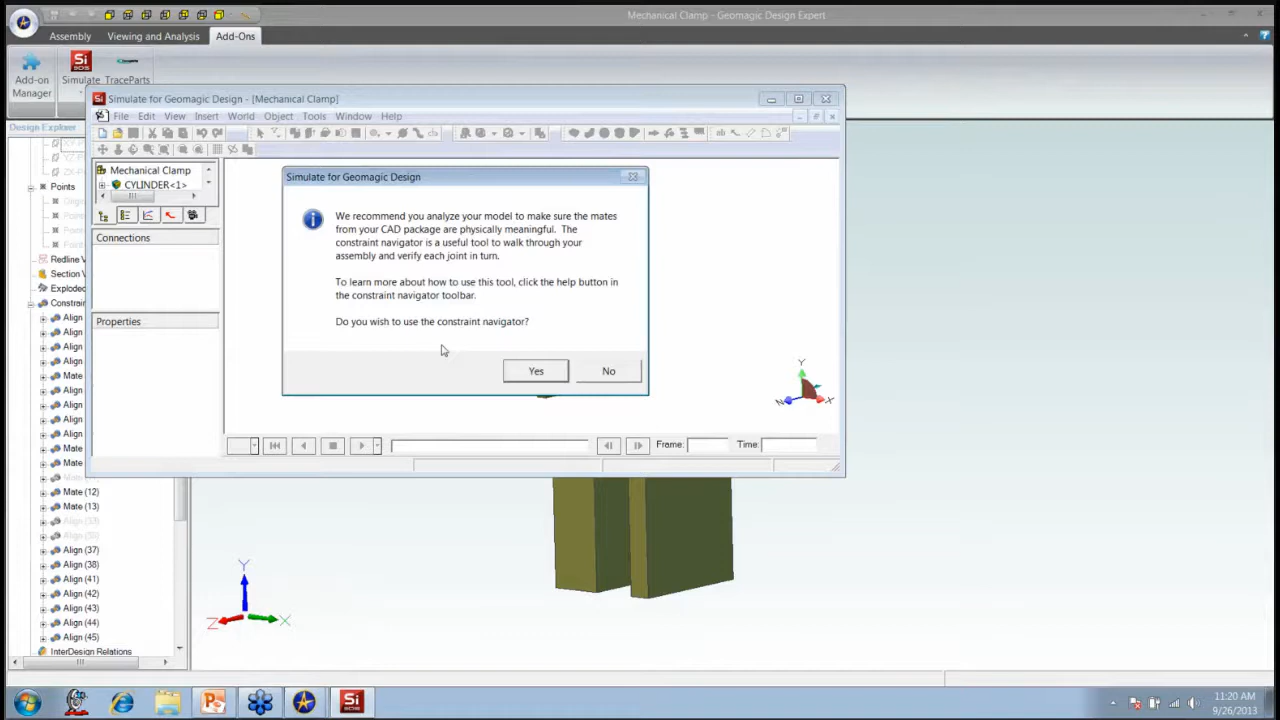 Mechanical Clamp - Geomagic Design Expert
Assembly
Viewing and Analysis
Add-Ons
Si
Add-on
Manager
Simulate
TraceParts
Design Explorer
Points
Redline V
Section V
Exploded
Constrain
Align
Align
Align
Align
Mate
Align
Align
Align
Align
Mate
Mate
Mate (12)
Mate (13)
Align (37)
Align (38)
Align (41)
Align (42)
Align (43)
Align (44)
Align (45)
InterDesign Relations
Simulate for Geomagic Design - [Mechanical Clamp]
File Edit View Insert World Object Tools Window Help
Mechanical Clamp
CYLINDER<1>
Connections
Properties
Simulate for Geomagic Design
We recommend you analyze your model to make sure the mates
from your CAD package are physically meaningful. The
constraint navigator is a useful tool to walk through your
assembly and verify each joint in turn.
To learn more about how to use this tool, click the help button in
the constraint navigator toolbar.
Do you wish to use the constraint navigator?
Yes
No
Y
X
Frame:
Time:
Y
Z
X
11:20 AM
9/26/2013